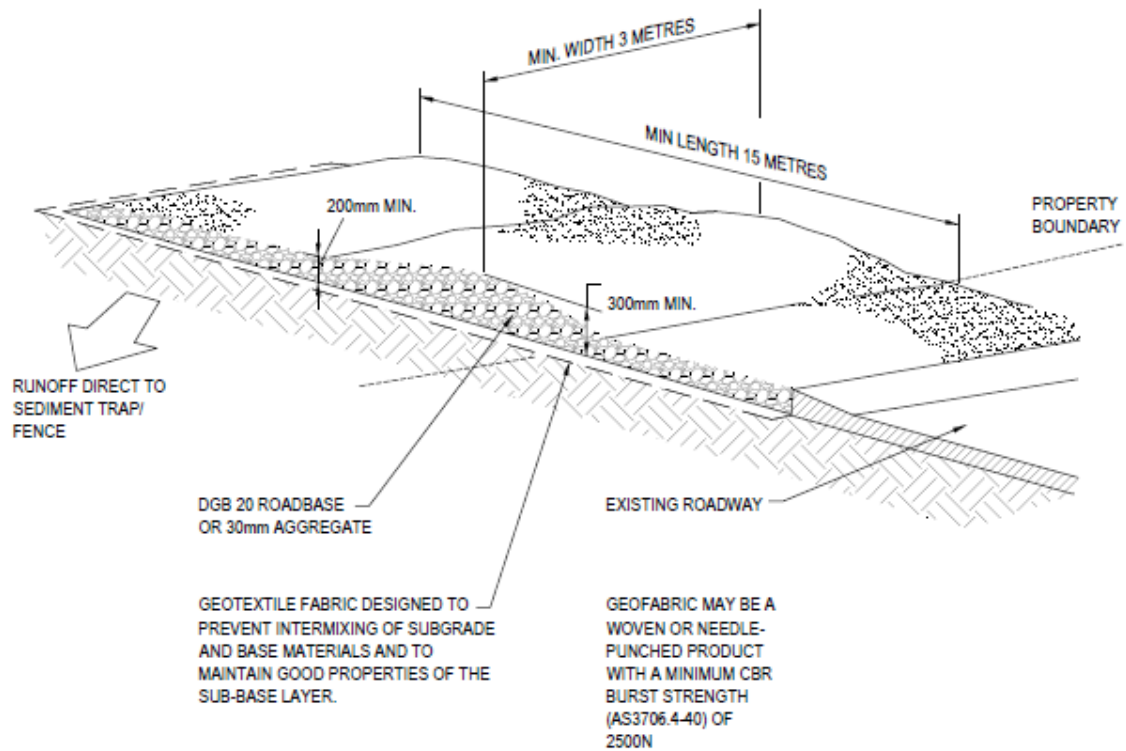 MIN. WIDTH 3 METRES
MIN LENGTH 15 METRES
200mm MIN.
PROPERTY
BOUNDARY
300mm MIN.
RUNOFF DIRECT TO
SEDIMENT TRAP/
FENCE
DGB 20 ROADBASE
OR 30mm AGGREGATE
EXISTING ROADWAY
GEOTEXTILE FABRIC DESIGNED TO
PREVENT INTERMIXING OF SUBGRADE
AND BASE MATERIALS AND TO
MAINTAIN GOOD PROPERTIES OF THE
SUB-BASE LAYER.
GEOFABRIC MAY BE A
WOVEN OR NEEDLE-
PUNCHED PRODUCT
WITH A MINIMUM CBR
BURST STRENGTH
(AS3706.4-40) OF
2500N